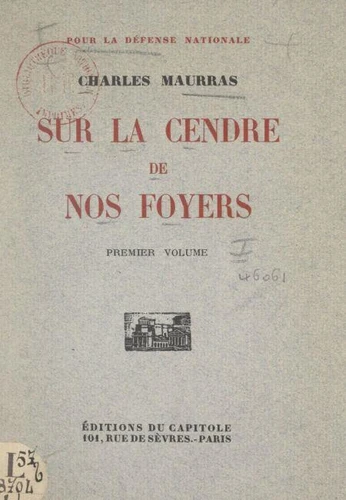 POUR LA DÉFENSE NATIONALE
CHARLES MAURRAS
SUR LA CENDRE
DE
NOS FOYERS
PREMIER VOLUME
I
46061
ÉDITIONS DU CAPITOLE
101, RUE DE SÈVRES.-PARIS